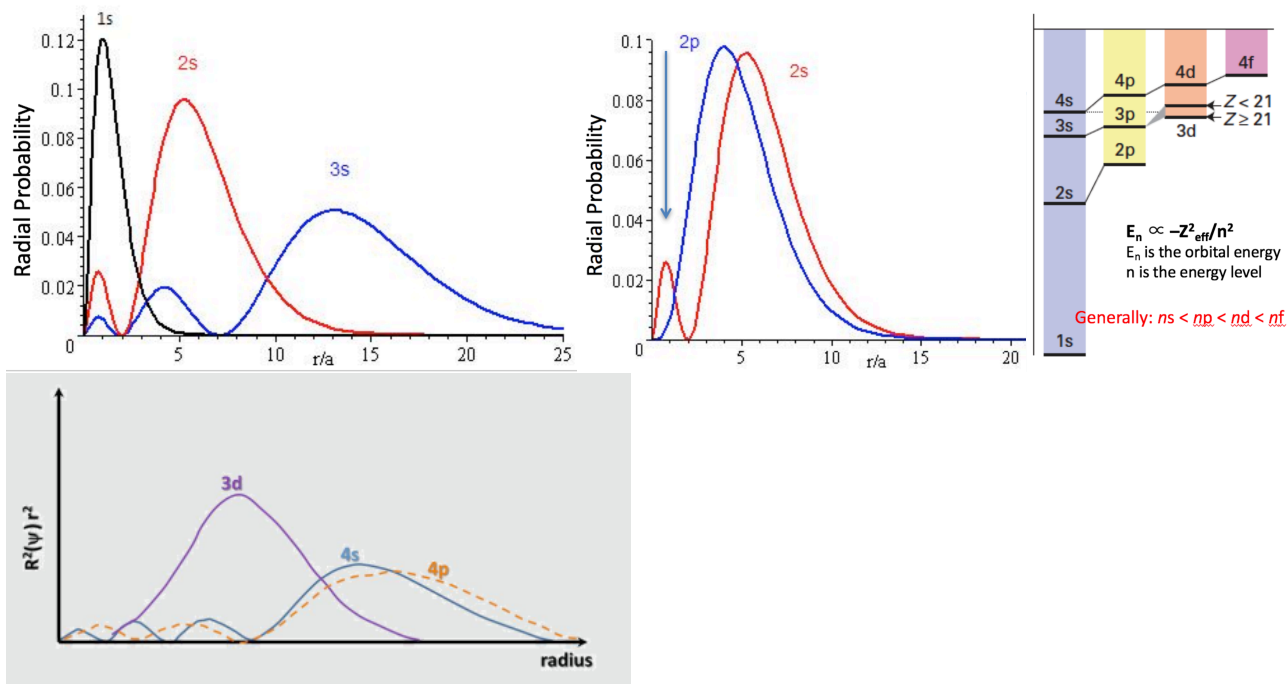 1s
2s
3s
Radial Probability
0.12
0.1
0.08
0.06
0.04
0.02
0
5
10
15
20
25
r/a
2p
2s
Radial Probability
0.1
0.08
0.06
0.04
0.02
0
5
10
15
20
r/a
4f
4d
4p
4s
Z < 21
3p
3s
Z ≥ 21
3d
2p
2s
Eₙ ∝ –Z²eff/n²
Eₙ is the orbital energy
n is the energy level
Generally: ns < np < nd < nf
1s
3d
4s
4p
R²(ψ) r²
radius